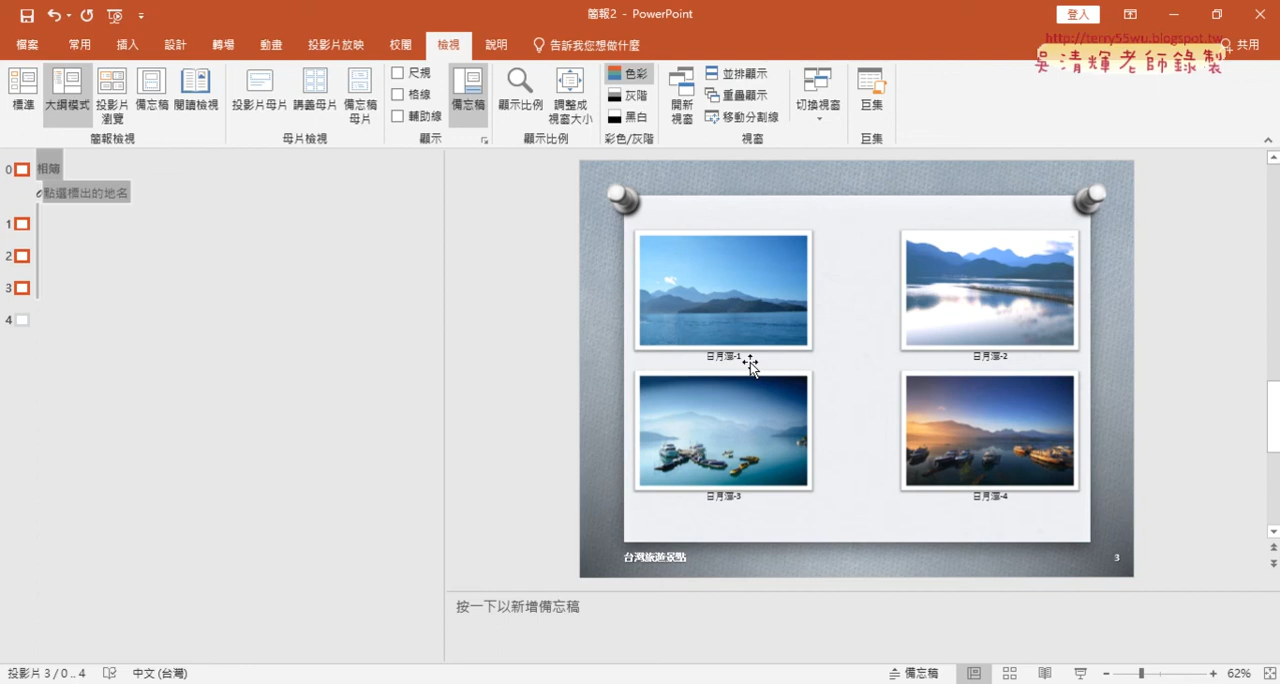 簡報2 - PowerPoint
登入
檔案 常用 插入 設計 轉場 動畫 投影片放映 校閱 檢視 說明 告訴我您想做什麼 共用
http://terry55wu.blogspot.tw
吳清輝老師錄製
標準 大綱模式 投影片瀏覽 備忘稿 閱讀檢視
簡報檢視
投影片母片 講義母片 備忘稿母片
母片檢視
尺規
格線
輔助線
顯示
備忘稿
顯示比例 調整成視窗大小
顯示比例
色彩
灰階
黑白
彩色/灰階
開新視窗
並排顯示
重疊顯示
移動分割線
切換視窗
視窗
巨集
巨集
0 相簿
點選標出的地名
1
2
3
4
日月潭-1
日月潭-2
日月潭-3
日月潭-4
台灣旅遊景點
3
按一下以新增備忘稿
投影片 3 / 0 .. 4 中文 (台灣) 備忘稿 62%